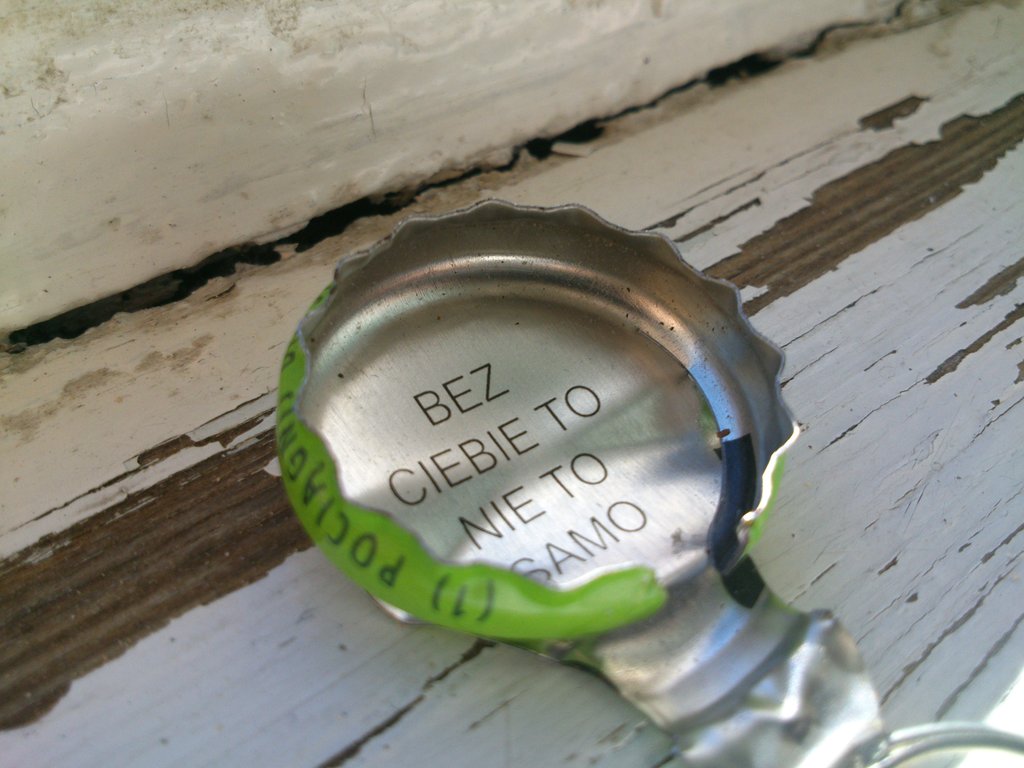 BEZ
CIEBIE TO
NIE TO
SAMO
(1) POCIĄGNIJ